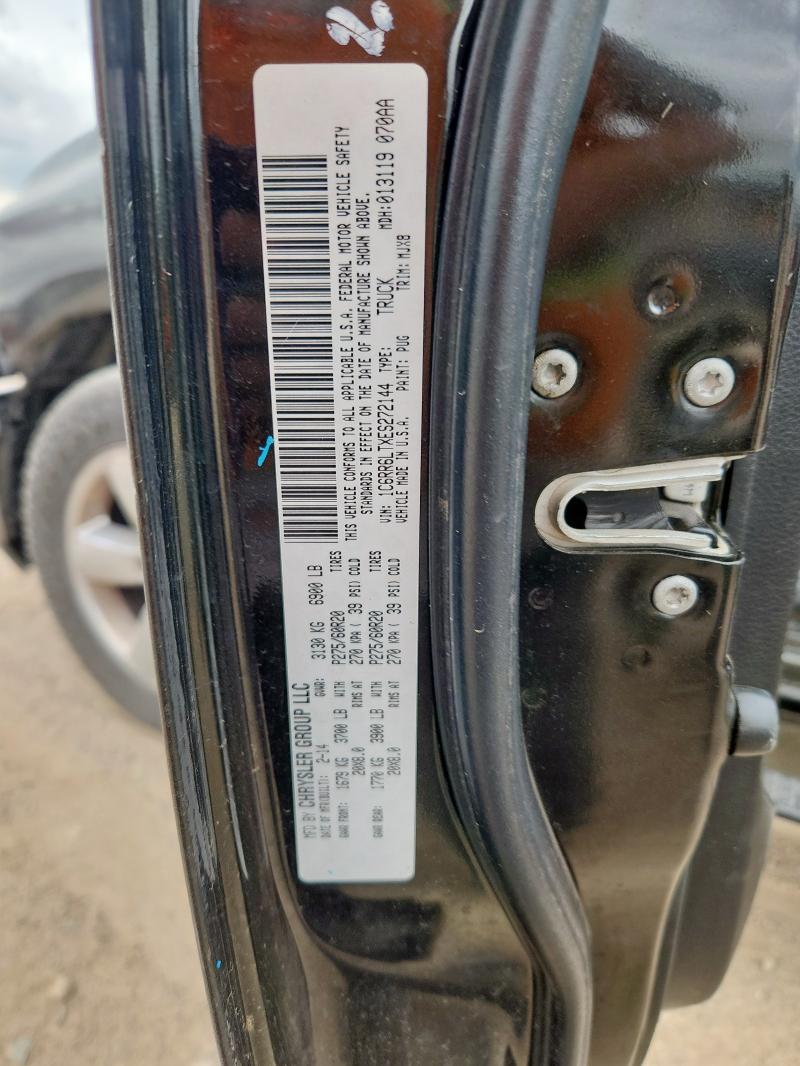 20
MFD BY CHRYSLER GROUP LLC
DATE OF MFR(BUILT): 2-14 GVWR: 3130 KG 6900 LB
GAWR FRONT: 1679 KG 3700 LB WITH P275/60R20 TIRES
20X8.0 RIMS AT 270 KPA ( 39 PSI) COLD
GAWR REAR: 1770 KG 3900 LB WITH P275/60R20 TIRES
20X8.0 RIMS AT 270 KPA ( 39 PSI) COLD
THIS VEHICLE CONFORMS TO ALL APPLICABLE U.S.A. FEDERAL MOTOR VEHICLE SAFETY
STANDARDS IN EFFECT ON THE DATE OF MANUFACTURE SHOWN ABOVE.
VIN: 1C6RR6LTXES272144 TYPE: TRUCK MDH:013119 070AA
VEHICLE MADE IN U.S.A. PAINT: PUG TRIM: MJX8